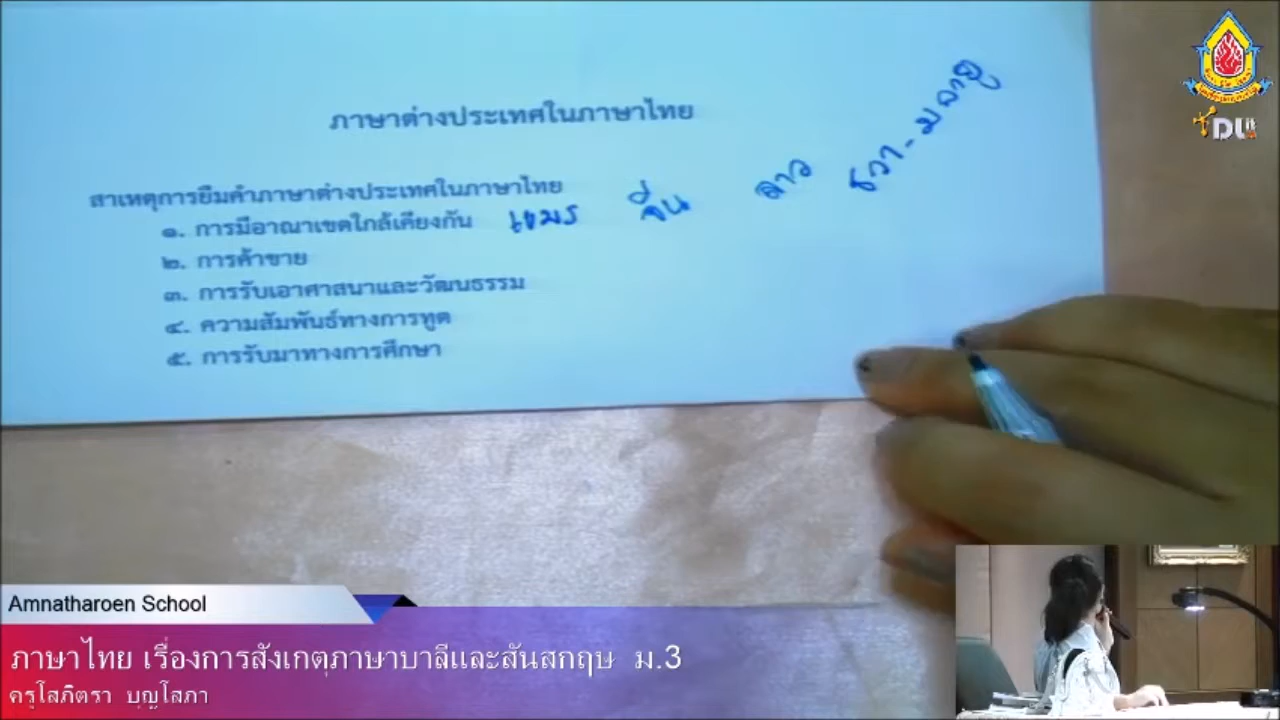 ภาษาต่างประเทศในภาษาไทย
สาเหตุการยืมคำภาษาต่างประเทศในภาษาไทย
๑. การมีอาณาเขตใกล้เคียงกัน เขมร จีน ลาว ชวา-มลายู
๒. การค้าขาย
๓. การรับเอาศาสนาและวัฒนธรรม
๔. ความสัมพันธ์ทางการทูต
๕. การรับมาทางการศึกษา
DLit
Amnatharoen School
ภาษาไทย เรื่องการสังเกตุภาษาบาลีและสันสกฤษ ม.3
ครูโสภิตรา บุญโสภา